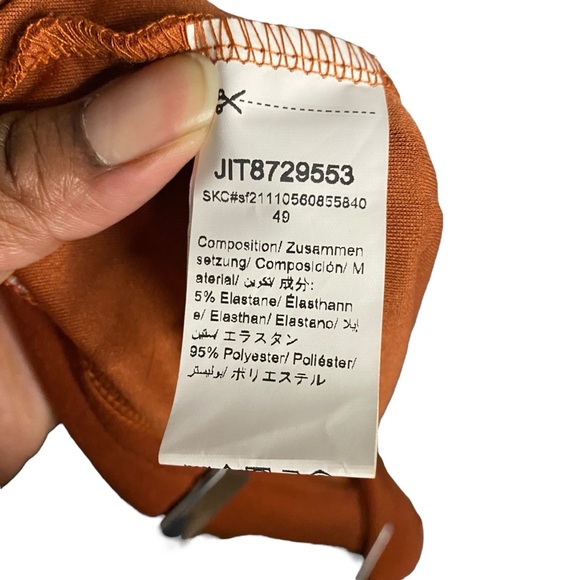 JIT8729553
SKC#sf21110560855840
49
Composition/ Zusammen
setzung/ Composición/ M
aterial/ تكوين/ 成分:
5% Elastane/ Élasthann
e/ Elasthan/ Elastano/ إيلا
ستين/ エラスタン
95% Polyester/ Poliéster/
بوليستر/ ポリエステル